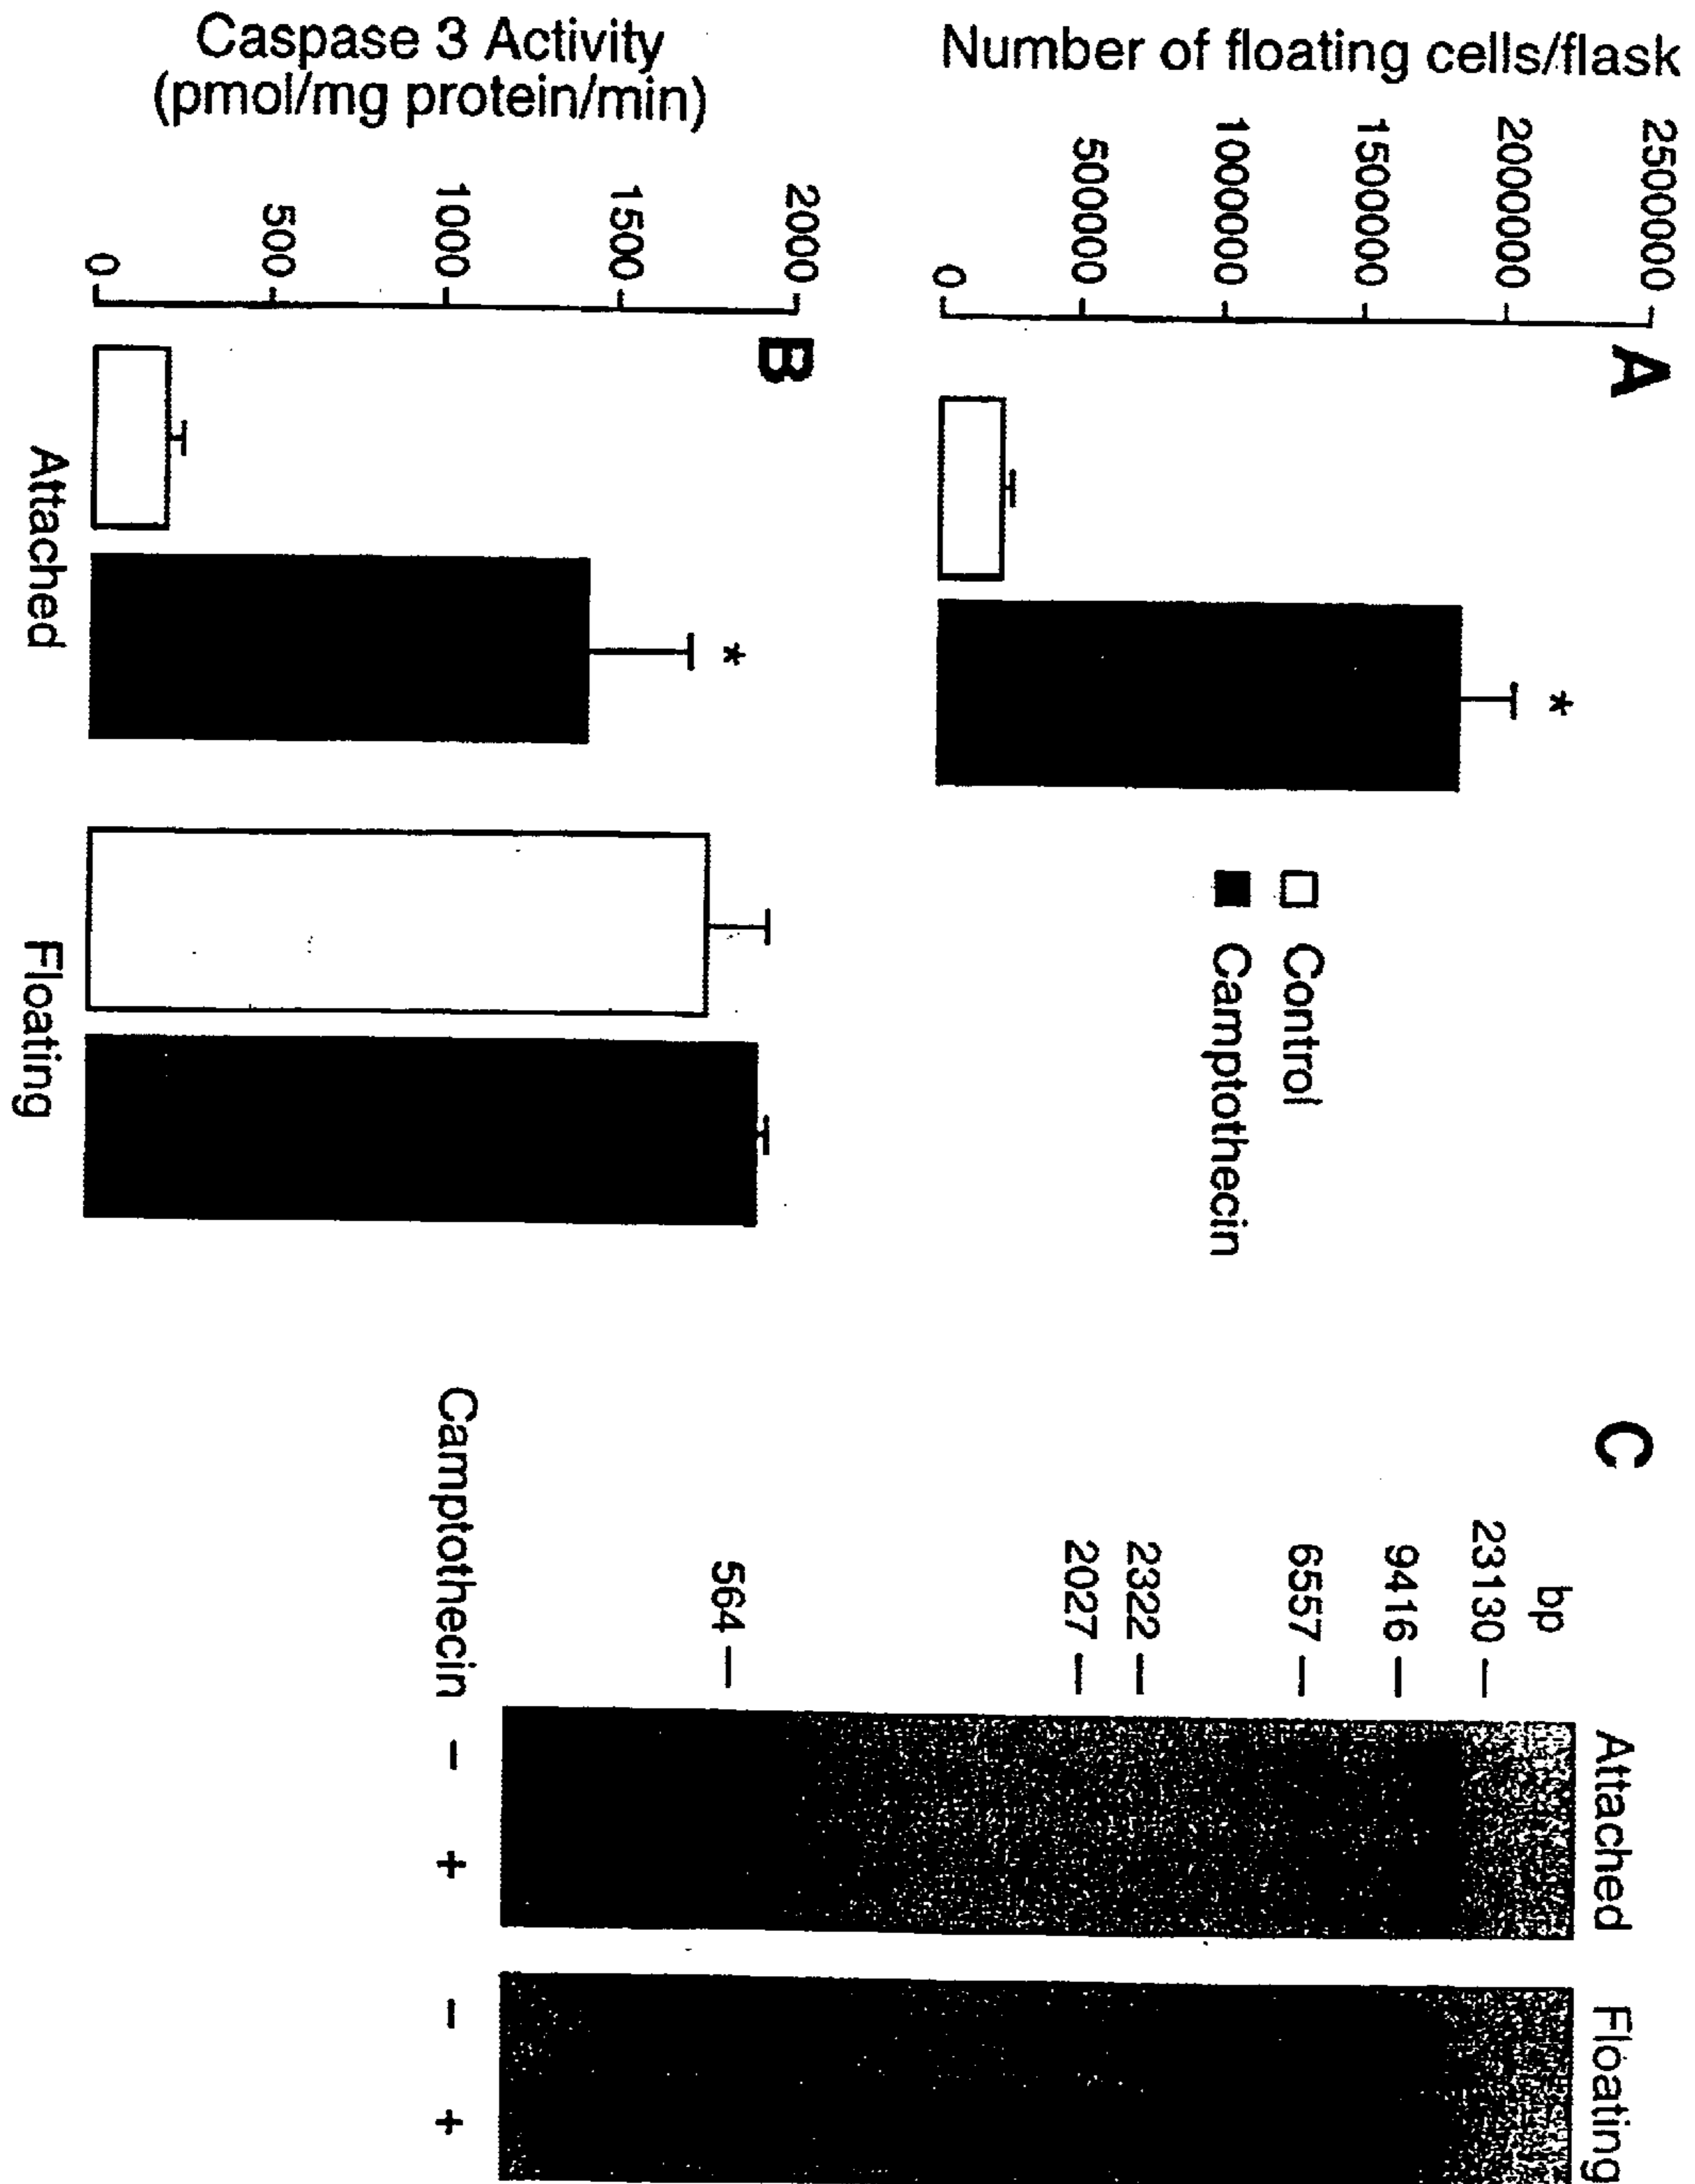 A
Number of floating cells/flask
2500000
2000000
1500000
1000000
500000
0
*
Control
Camptothecin
B
Caspase 3 Activity
(pmol/mg protein/min)
2000
1500
1000
500
0
*
Attached
Floating
C
Attached
Floating
bp
23130
9416
6557
2322
2027
564
Camptothecin
− + − +